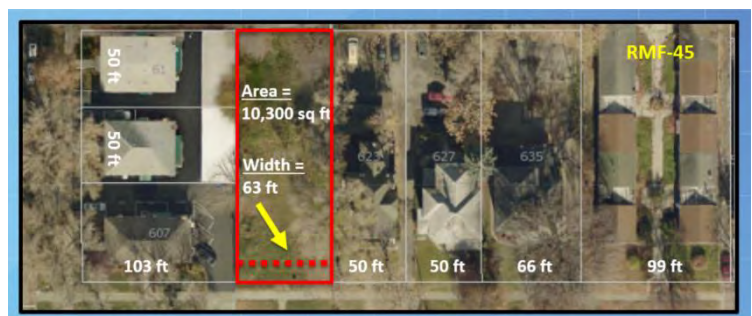 RMF-45
50 ft
61
Area =
10,300 sq ft
50 ft
Width =
63 ft
623
627
635
607
103 ft
50 ft
50 ft
66 ft
99 ft